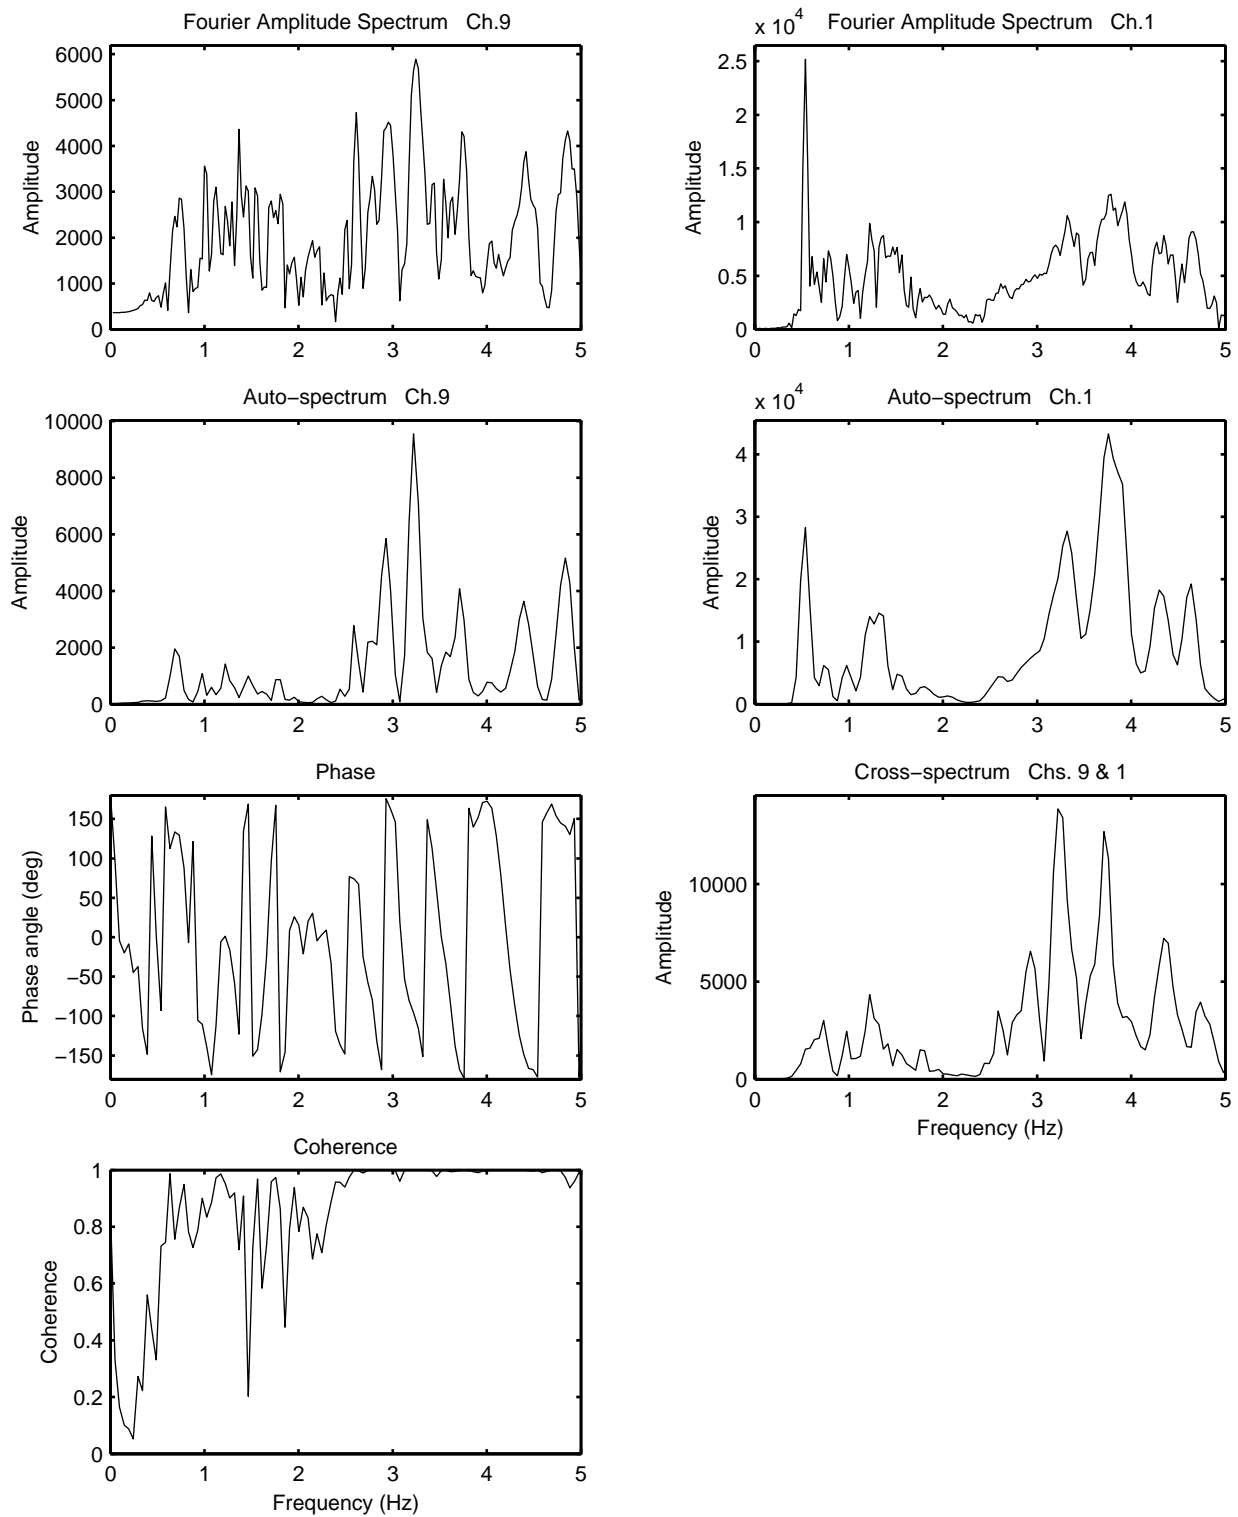 Fourier Amplitude Spectrum Ch.9
Amplitude
6000
5000
4000
3000
2000
1000
0
0 1 2 3 4 5
Fourier Amplitude Spectrum Ch.1
x 10^4
Amplitude
2.5
2
1.5
1
0.5
0
0 1 2 3 4 5
Auto−spectrum Ch.9
Amplitude
10000
8000
6000
4000
2000
0
0 1 2 3 4 5
Auto−spectrum Ch.1
x 10^4
Amplitude
4
3
2
1
0
0 1 2 3 4 5
Phase
Phase angle (deg)
150
100
50
0
−50
−100
−150
0 1 2 3 4 5
Cross−spectrum Chs. 9 & 1
Amplitude
10000
5000
0
0 1 2 3 4 5
Frequency (Hz)
Coherence
Coherence
1
0.8
0.6
0.4
0.2
0
0 1 2 3 4 5
Frequency (Hz)